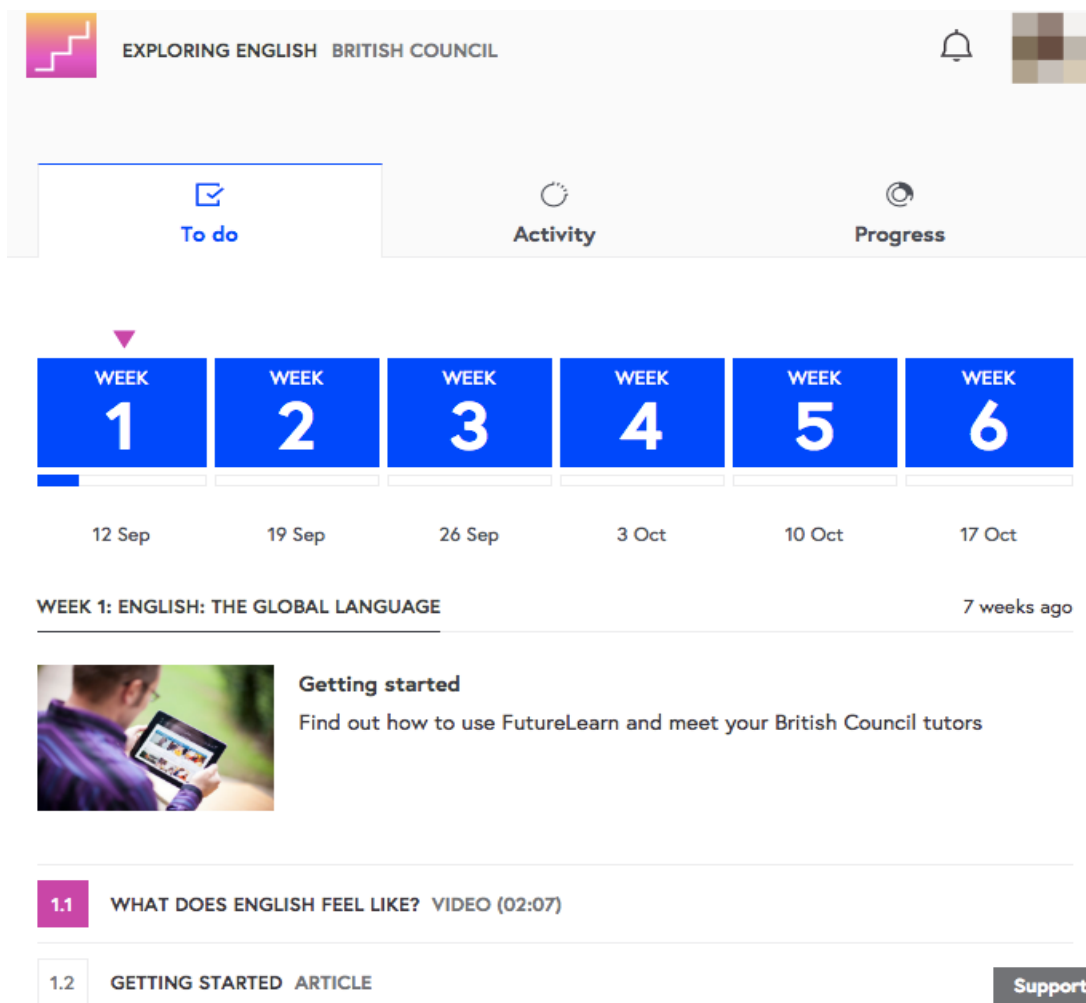 EXPLORING ENGLISH BRITISH COUNCIL
To do Activity Progress
WEEK WEEK WEEK WEEK WEEK WEEK
1 2 3 4 5 6
12 Sep 19 Sep 26 Sep 3 Oct 10 Oct 17 Oct
WEEK 1: ENGLISH: THE GLOBAL LANGUAGE 7 weeks ago
Getting started
Find out how to use FutureLearn and meet your British Council tutors
1.1 WHAT DOES ENGLISH FEEL LIKE? VIDEO (02:07)
1.2 GETTING STARTED ARTICLE
Support